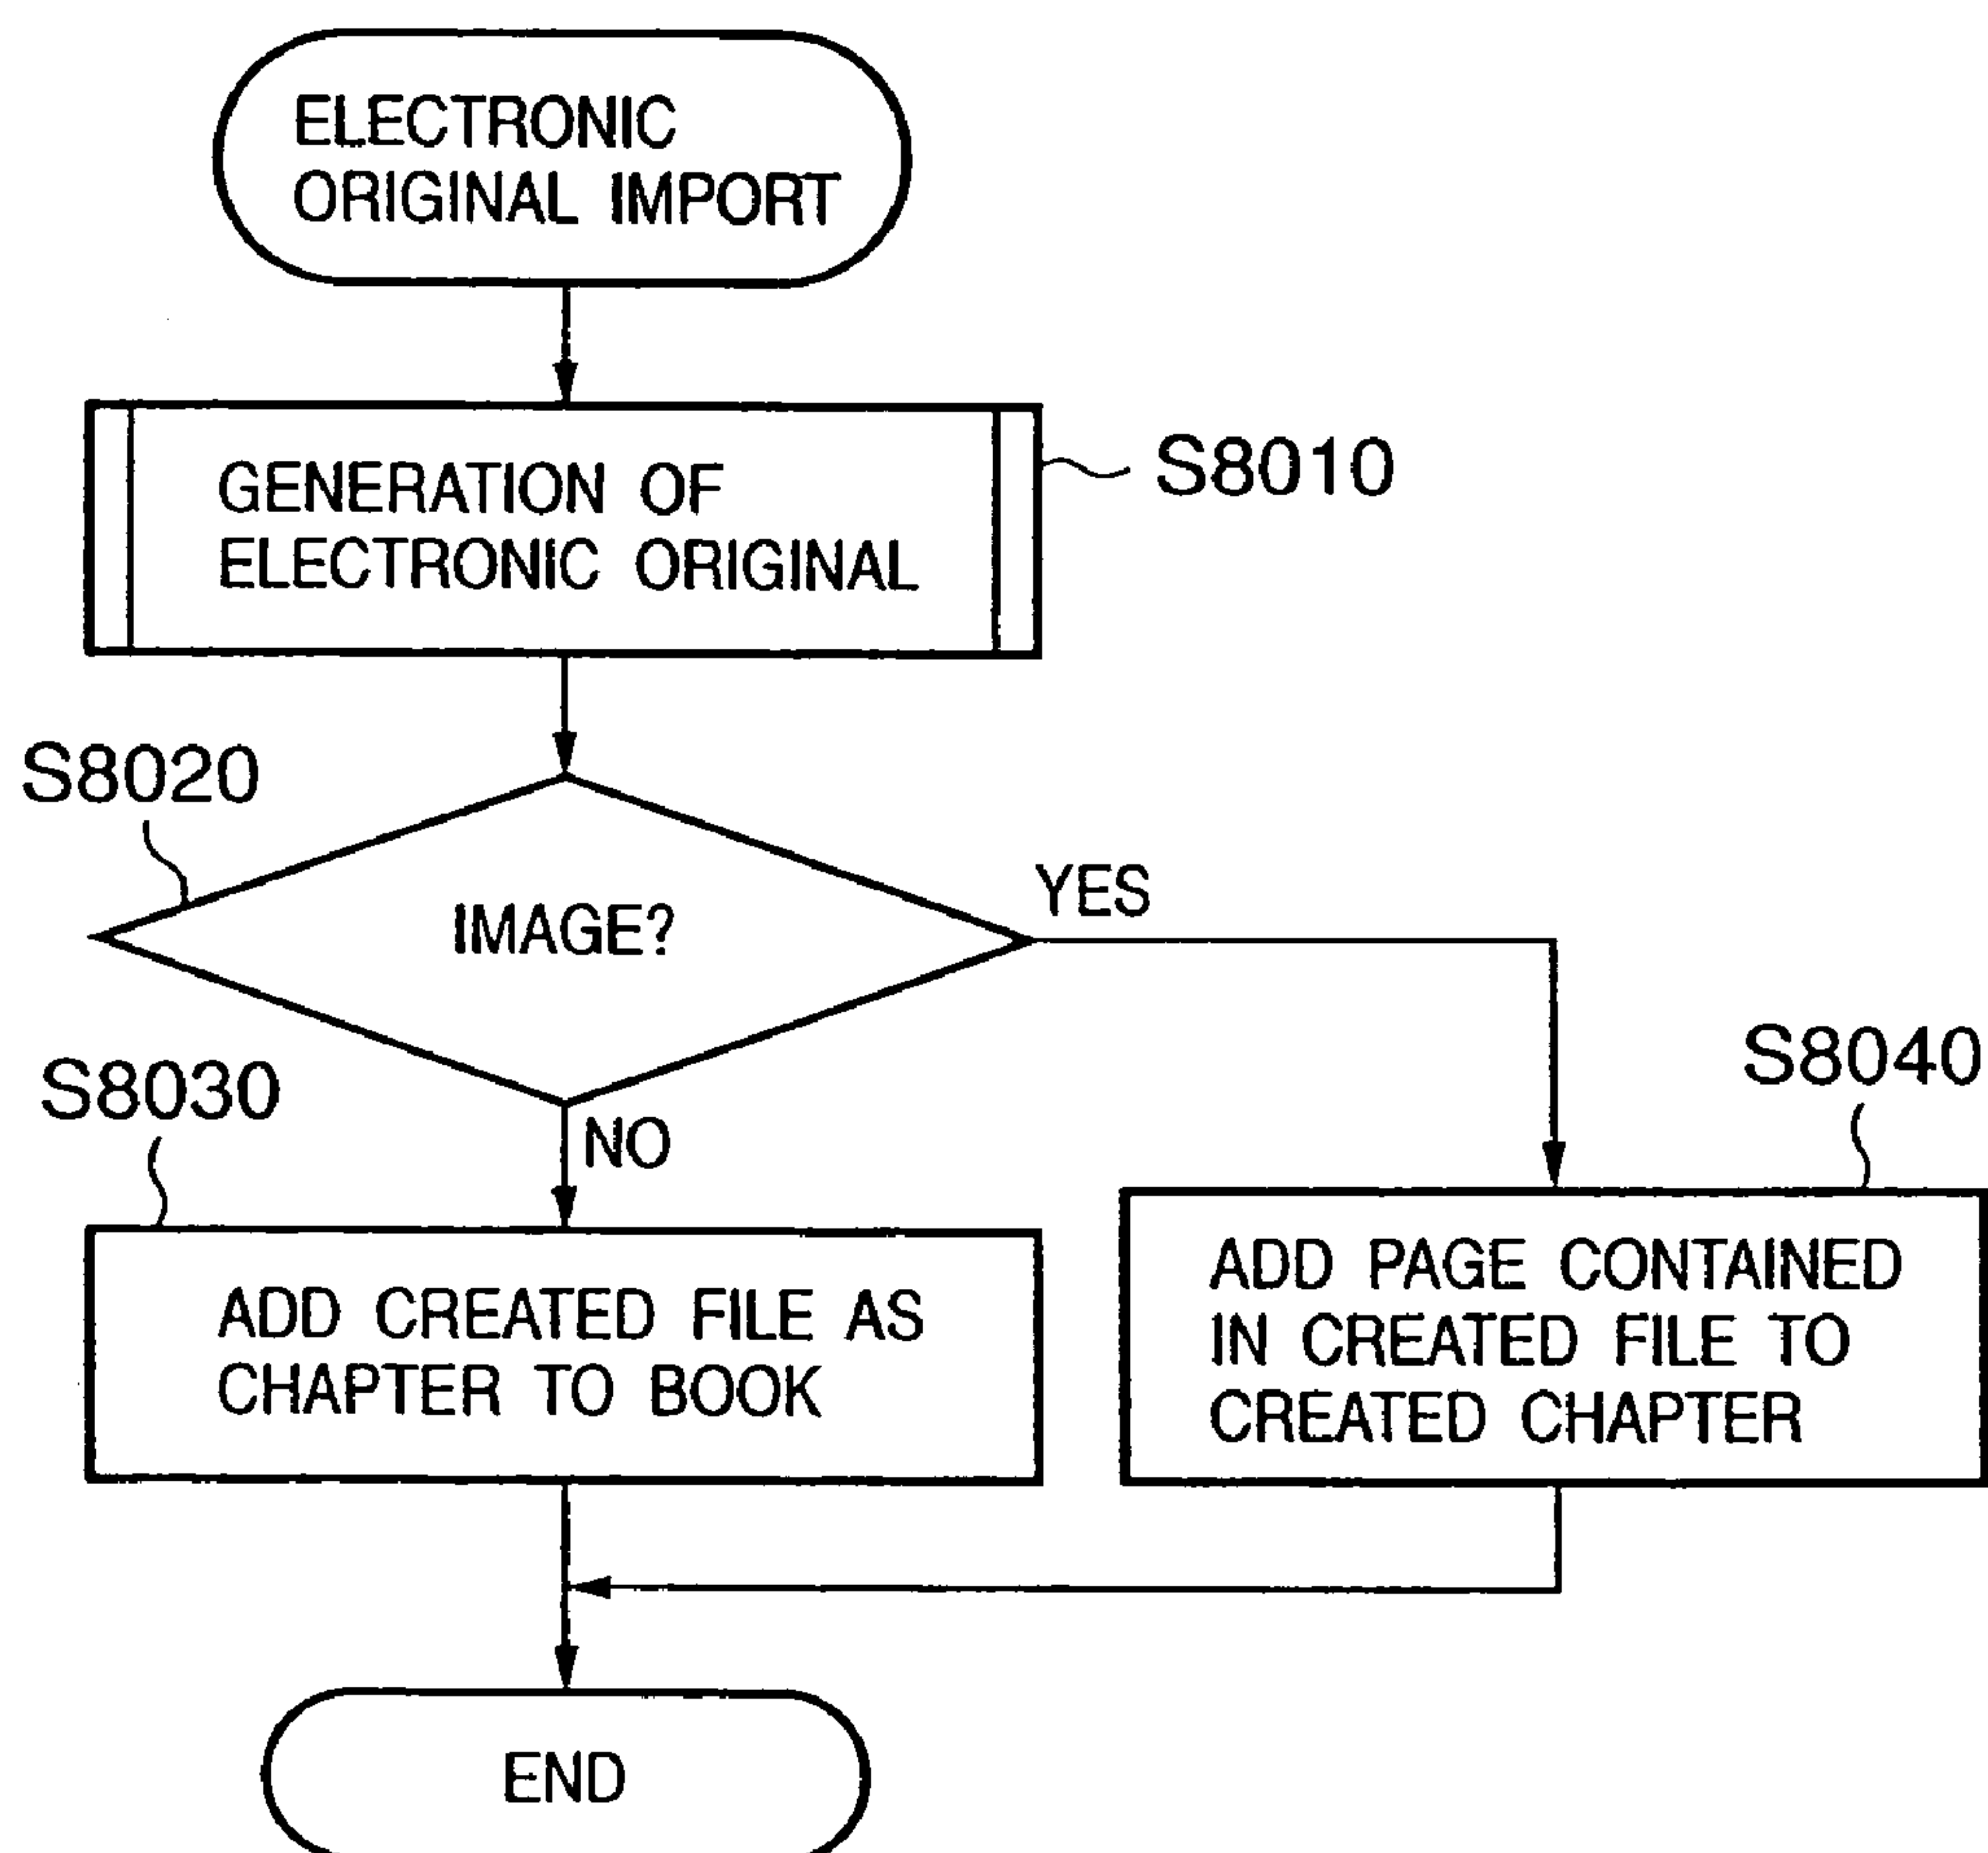 ELECTRONIC
ORIGINAL IMPORT
GENERATION OF
ELECTRONIC ORIGINAL
S8010
S8020
IMAGE?
YES
NO
S8030
ADD CREATED FILE AS
CHAPTER TO BOOK
S8040
ADD PAGE CONTAINED
IN CREATED FILE TO
CREATED CHAPTER
END